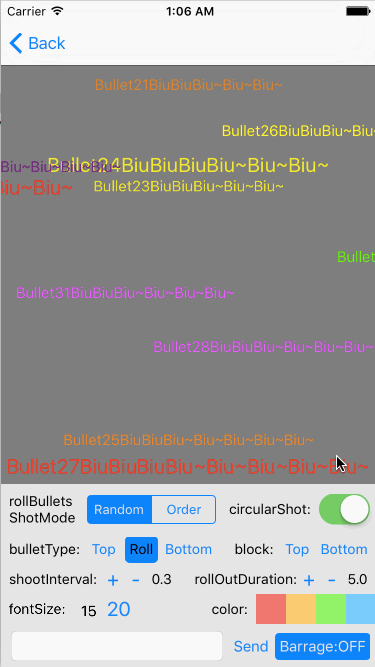 Carrier 1:06 AM
Back
Bullet21BiuBiuBiu~Biu~Biu~
Bullet26BiuBiuBiu~Biu
Biu~Biu~Biu~Biu~
Bullet24BiuBiuBiuBiu~Biu~Biu~
iu~Biu~
Bullet23BiuBiuBiu~Biu~Biu~
Bullet
Bullet31BiuBiuBiu~Biu~Biu~Biu~
Bullet28BiuBiuBiu~Biu~Biu~Biu~
Bullet25BiuBiuBiu~Biu~Biu~Biu~
Bullet27BiuBiuBiu~Biu~Biu~Biu~Biu~
rollBullets ShotMode Random Order circularShot:
bulletType: Top Roll Bottom block: Top Bottom
shootInterval: + - 0.3 rollOutDuration: + - 5.0
fontSize: 15 20 color:
Send Barrage:OFF